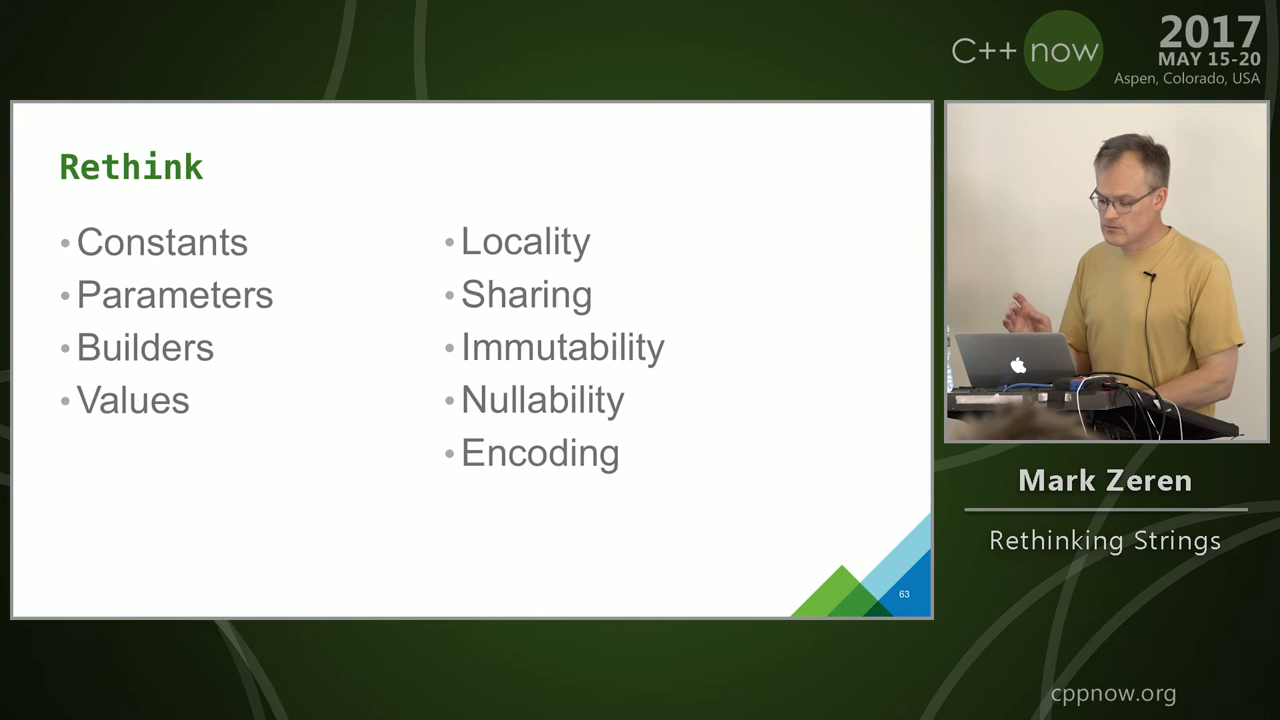 C++ now
2017
MAY 15-20
Aspen, Colorado, USA
Rethink
• Constants
• Parameters
• Builders
• Values
• Locality
• Sharing
• Immutability
• Nullability
• Encoding
63
Mark Zeren
Rethinking Strings
cppnow.org